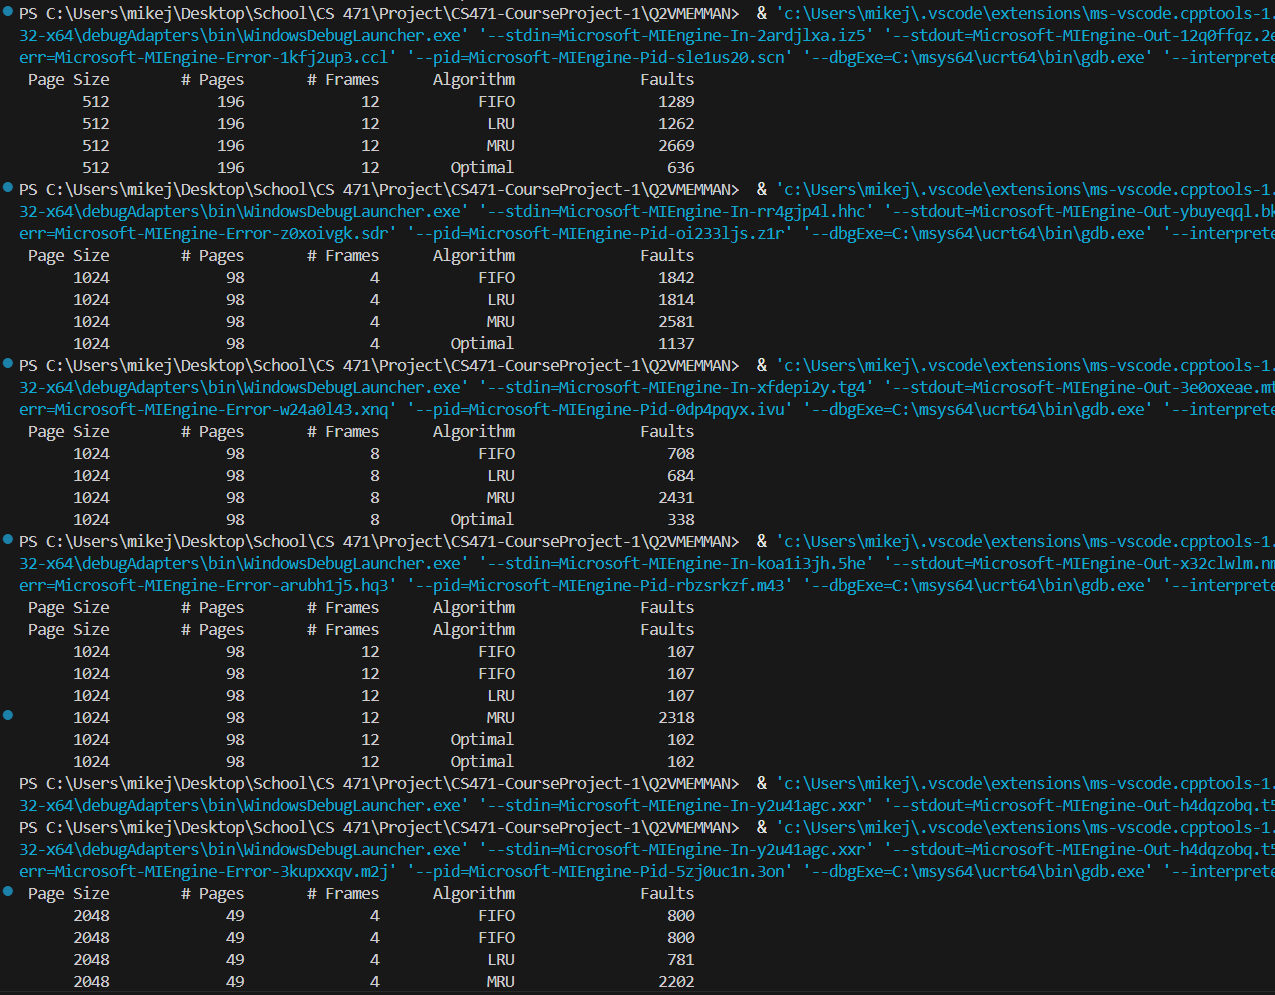 PS C:\Users\mikej\Desktop\School\CS 471\Project\CS471-CourseProject-1\Q2VMEMMAN>  & 'c:\Users\mikej\.vscode\extensions\ms-vscode.cpptools-1.
32-x64\debugAdapters\bin\WindowsDebugLauncher.exe' '--stdin=Microsoft-MIEngine-In-2ardjlxa.iz5' '--stdout=Microsoft-MIEngine-Out-12q0ffqz.2e
err=Microsoft-MIEngine-Error-1kfj2up3.ccl' '--pid=Microsoft-MIEngine-Pid-sle1us20.scn' '--dbgExe=C:\msys64\ucrt64\bin\gdb.exe' '--interprete
Page Size # Pages # Frames Algorithm Faults
512 196 12 FIFO 1289
512 196 12 LRU 1262
512 196 12 MRU 2669
512 196 12 Optimal 636
PS C:\Users\mikej\Desktop\School\CS 471\Project\CS471-CourseProject-1\Q2VMEMMAN>  & 'c:\Users\mikej\.vscode\extensions\ms-vscode.cpptools-1.
32-x64\debugAdapters\bin\WindowsDebugLauncher.exe' '--stdin=Microsoft-MIEngine-In-rr4gjp4l.hhc' '--stdout=Microsoft-MIEngine-Out-ybuyeqql.bk
err=Microsoft-MIEngine-Error-z0xoivgk.sdr' '--pid=Microsoft-MIEngine-Pid-oi233ljs.z1r' '--dbgExe=C:\msys64\ucrt64\bin\gdb.exe' '--interprete
Page Size # Pages # Frames Algorithm Faults
1024 98 4 FIFO 1842
1024 98 4 LRU 1814
1024 98 4 MRU 2581
1024 98 4 Optimal 1137
PS C:\Users\mikej\Desktop\School\CS 471\Project\CS471-CourseProject-1\Q2VMEMMAN>  & 'c:\Users\mikej\.vscode\extensions\ms-vscode.cpptools-1.
32-x64\debugAdapters\bin\WindowsDebugLauncher.exe' '--stdin=Microsoft-MIEngine-In-xfdepi2y.tg4' '--stdout=Microsoft-MIEngine-Out-3e0oxeae.mt
err=Microsoft-MIEngine-Error-w24a0l43.xnq' '--pid=Microsoft-MIEngine-Pid-0dp4pqyx.ivu' '--dbgExe=C:\msys64\ucrt64\bin\gdb.exe' '--interprete
Page Size # Pages # Frames Algorithm Faults
1024 98 8 FIFO 708
1024 98 8 LRU 684
1024 98 8 MRU 2431
1024 98 8 Optimal 338
PS C:\Users\mikej\Desktop\School\CS 471\Project\CS471-CourseProject-1\Q2VMEMMAN>  & 'c:\Users\mikej\.vscode\extensions\ms-vscode.cpptools-1.
32-x64\debugAdapters\bin\WindowsDebugLauncher.exe' '--stdin=Microsoft-MIEngine-In-koa1i3jh.5he' '--stdout=Microsoft-MIEngine-Out-x32clwlm.nm
err=Microsoft-MIEngine-Error-arubh1j5.hq3' '--pid=Microsoft-MIEngine-Pid-rbzsrkzf.m43' '--dbgExe=C:\msys64\ucrt64\bin\gdb.exe' '--interprete
Page Size # Pages # Frames Algorithm Faults
Page Size # Pages # Frames Algorithm Faults
1024 98 12 FIFO 107
1024 98 12 FIFO 107
1024 98 12 LRU 107
1024 98 12 MRU 2318
1024 98 12 Optimal 102
1024 98 12 Optimal 102
PS C:\Users\mikej\Desktop\School\CS 471\Project\CS471-CourseProject-1\Q2VMEMMAN>  & 'c:\Users\mikej\.vscode\extensions\ms-vscode.cpptools-1.
32-x64\debugAdapters\bin\WindowsDebugLauncher.exe' '--stdin=Microsoft-MIEngine-In-y2u41agc.xxr' '--stdout=Microsoft-MIEngine-Out-h4dqzobq.t5
PS C:\Users\mikej\Desktop\School\CS 471\Project\CS471-CourseProject-1\Q2VMEMMAN>  & 'c:\Users\mikej\.vscode\extensions\ms-vscode.cpptools-1.
32-x64\debugAdapters\bin\WindowsDebugLauncher.exe' '--stdin=Microsoft-MIEngine-In-y2u41agc.xxr' '--stdout=Microsoft-MIEngine-Out-h4dqzobq.t5
err=Microsoft-MIEngine-Error-3kupxxqv.m2j' '--pid=Microsoft-MIEngine-Pid-5zj0uc1n.3on' '--dbgExe=C:\msys64\ucrt64\bin\gdb.exe' '--interprete
Page Size # Pages # Frames Algorithm Faults
2048 49 4 FIFO 800
2048 49 4 FIFO 800
2048 49 4 LRU 781
2048 49 4 MRU 2202